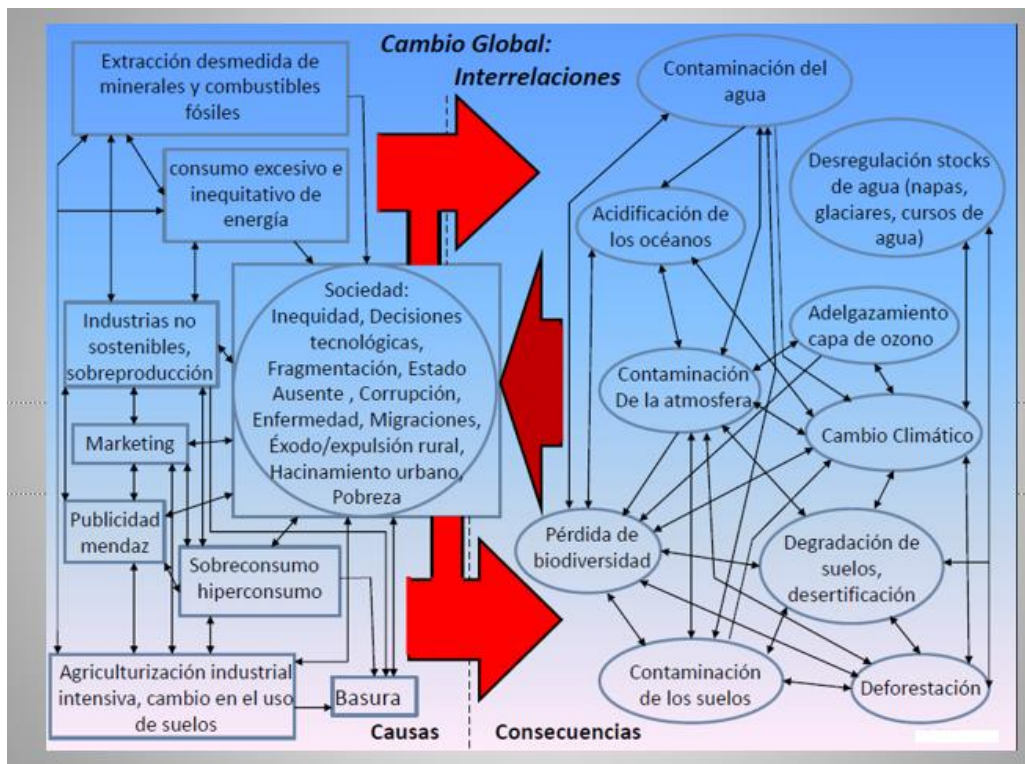 Cambio Global:
Interrelaciones
Extracción desmedida de
minerales y combustibles
fósiles
consumo excesivo e
inequitativo de
energía
Industrias no
sostenibles,
sobreproducción
Marketing
Publicidad
mendaz
Sobreconsumo
hiperconsumo
Agriculturización industrial
intensiva, cambio en el uso
de suelos
Basura
Sociedad:
Inequidad, Decisiones
tecnológicas,
Fragmentación, Estado
Ausente , Corrupción,
Enfermedad, Migraciones,
Éxodo/expulsión rural,
Hacinamiento urbano,
Pobreza
Contaminación del
agua
Desregulación stocks
de agua (napas,
glaciares, cursos de
agua)
Acidificación de
los océanos
Adelgazamiento
capa de ozono
Contaminación
De la atmosfera
Cambio Climático
Pérdida de
biodiversidad
Degradación de
suelos,
desertificación
Contaminación
de los suelos
Deforestación
Causas
Consecuencias